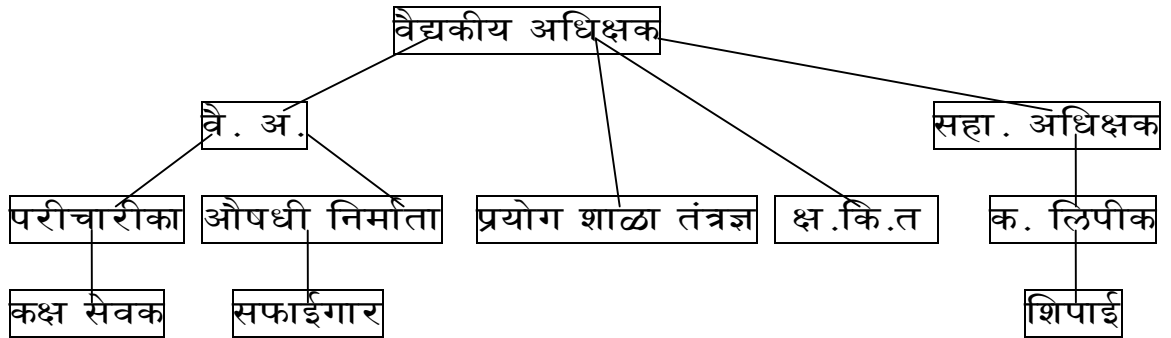 वैद्यकीय अधिक्षक
वै. अ.
सहा. अधिक्षक
परीचारीका
औषधी निर्माता
प्रयोग शाळा तंत्रज्ञ
क्ष.कि.त
क. लिपीक
कक्ष सेवक
सफाईगार
शिपाई